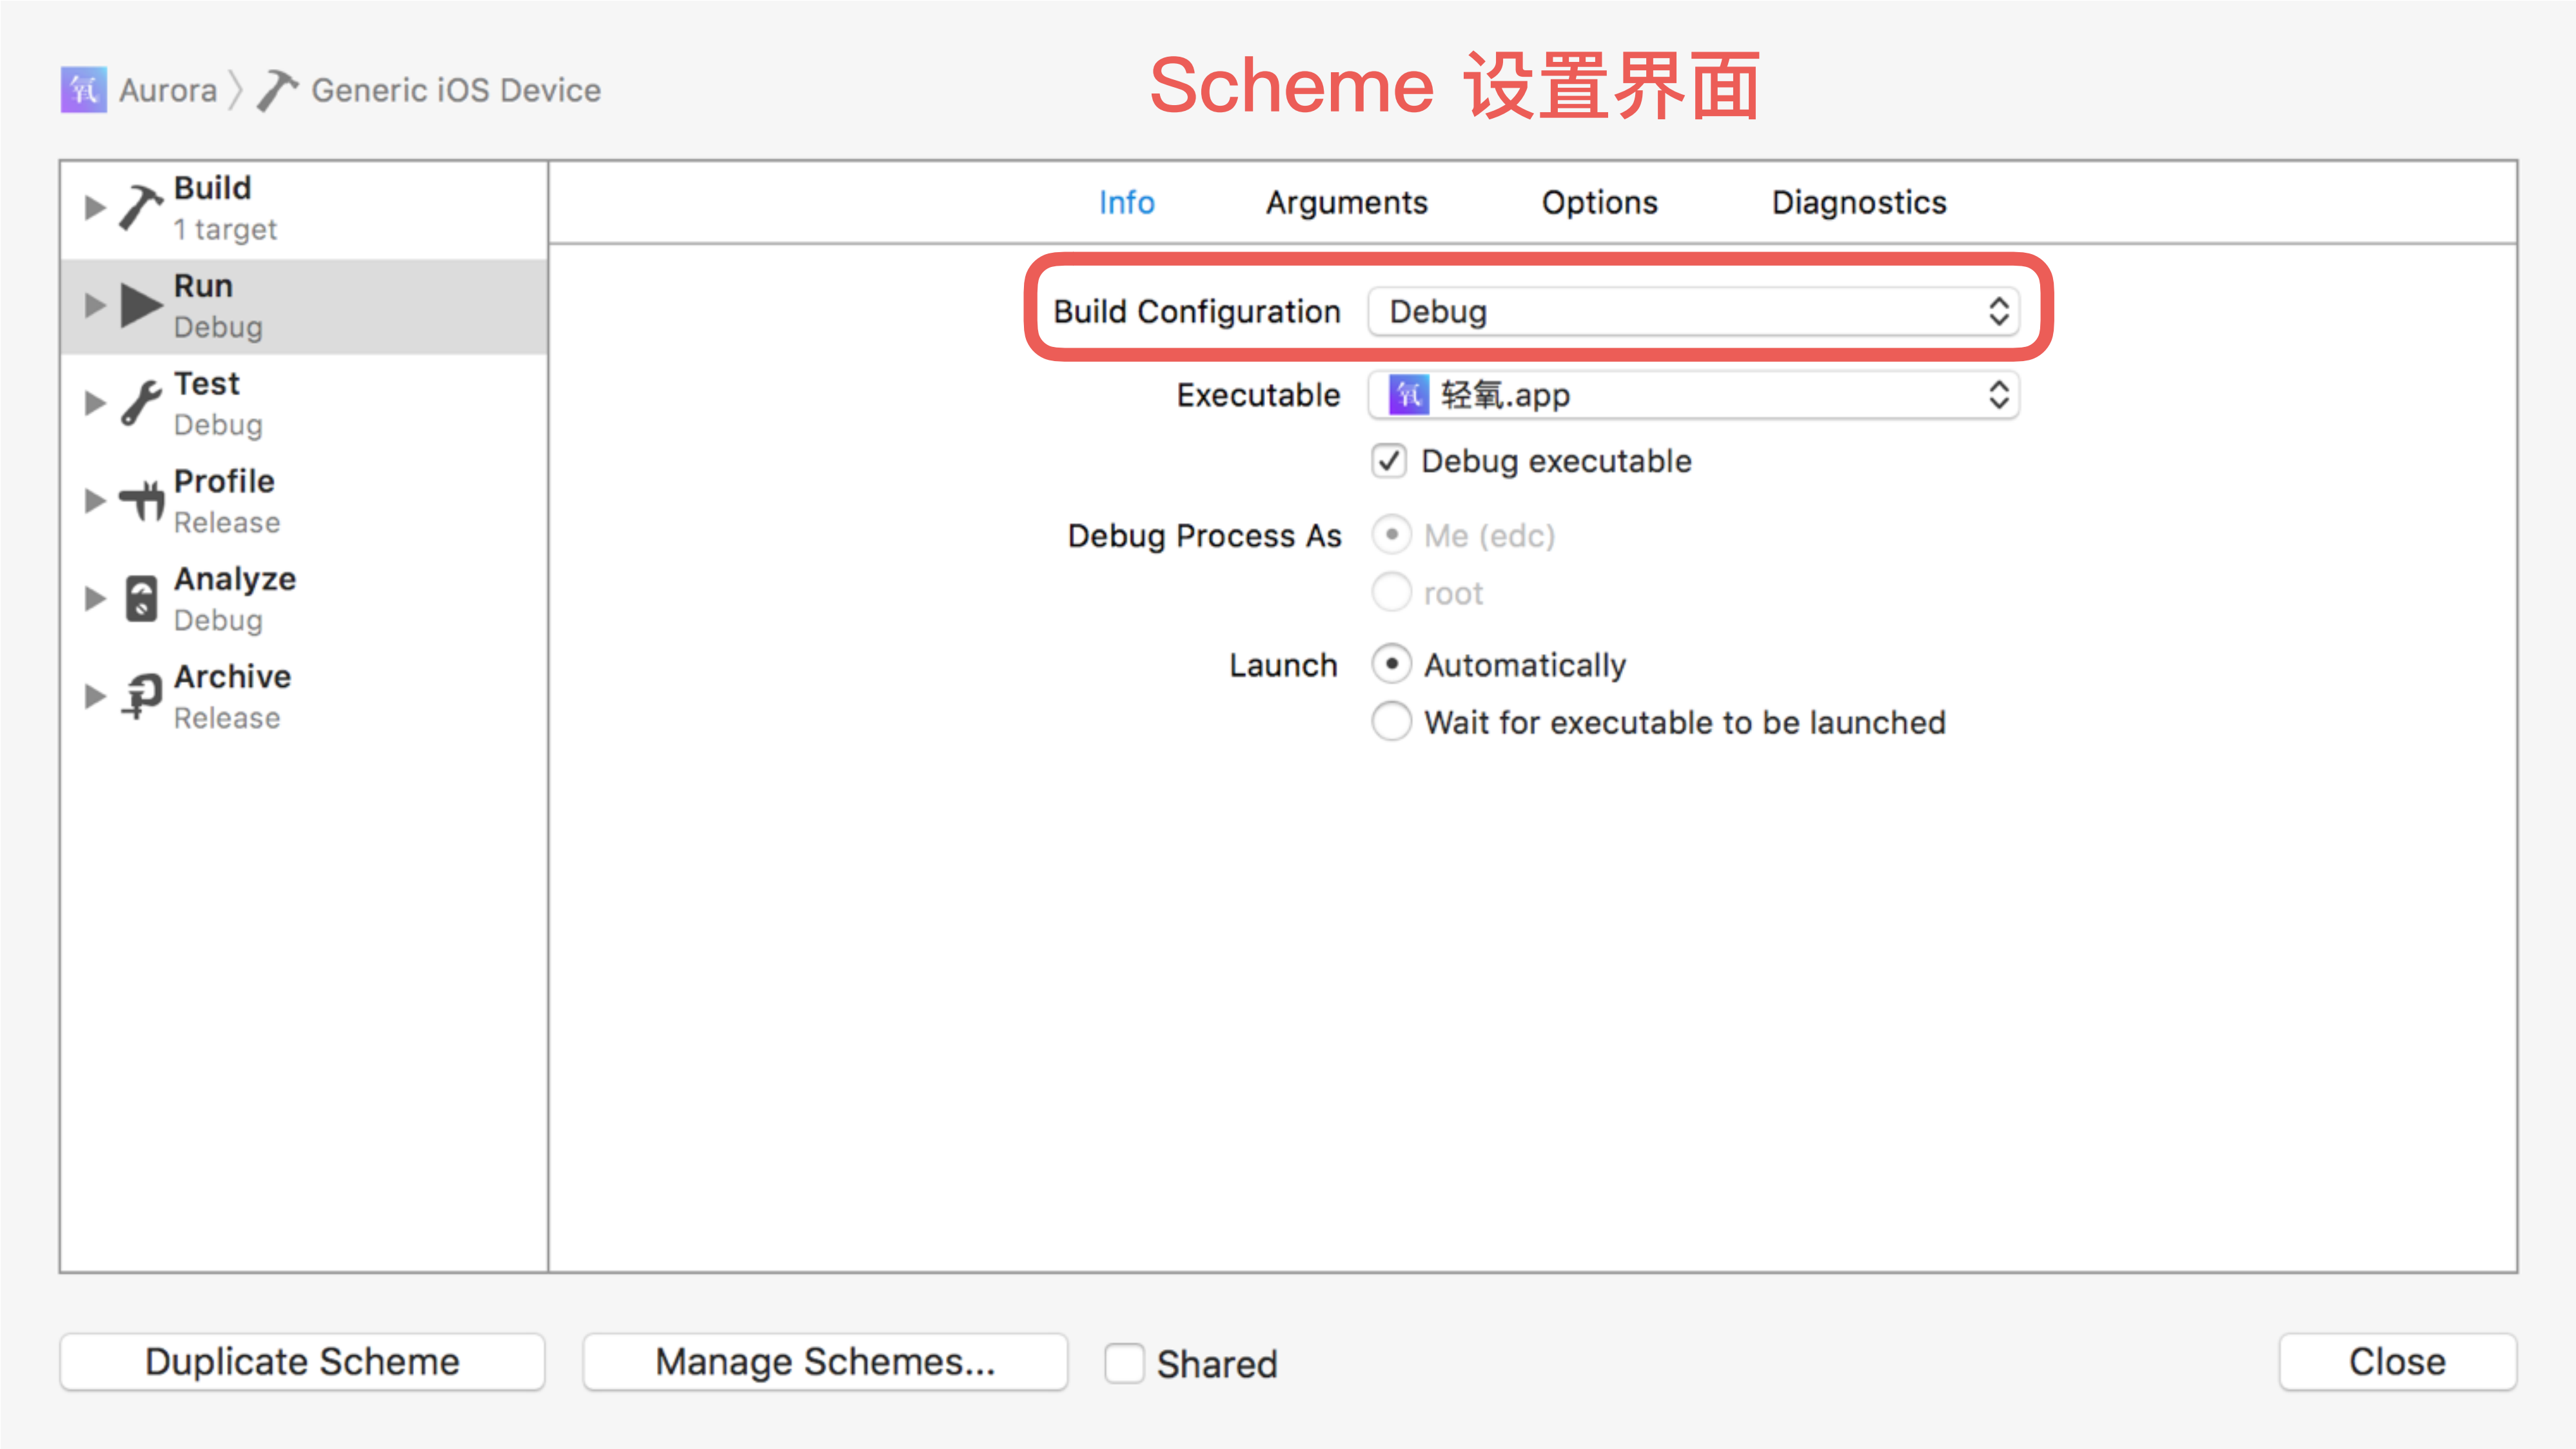 Scheme 设置界面
氧 Aurora Generic iOS Device
Build
1 target
Run
Debug
Test
Debug
Profile
Release
Analyze
Debug
Archive
Release
Info Arguments Options Diagnostics
Build Configuration Debug
Executable 氧 轻氧.app
Debug executable
Debug Process As Me (edc)
root
Launch Automatically
Wait for executable to be launched
Duplicate Scheme Manage Schemes... Shared Close